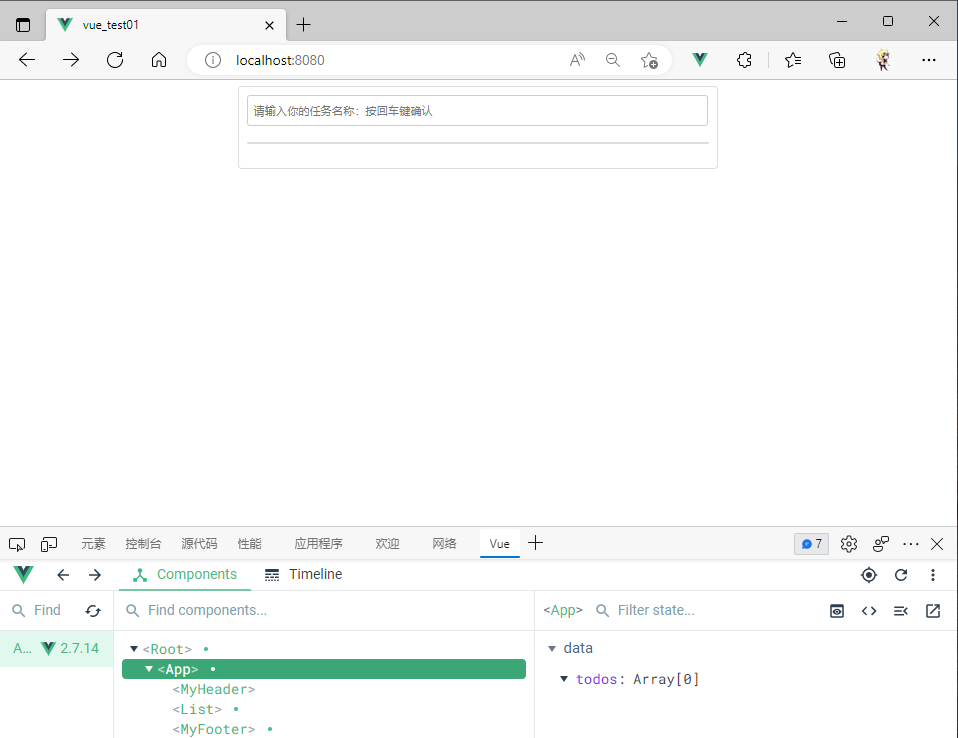 vue_test01
localhost:8080
请输入你的任务名称：按回车键确认
元素 控制台 源代码 性能 应用程序 欢迎 网络 Vue 7
Components Timeline
Find Find components... <App> Filter state...
A... 2.7.14
<Root>
<App>
<MyHeader>
<List>
<MyFooter>
data
todos: Array[0]